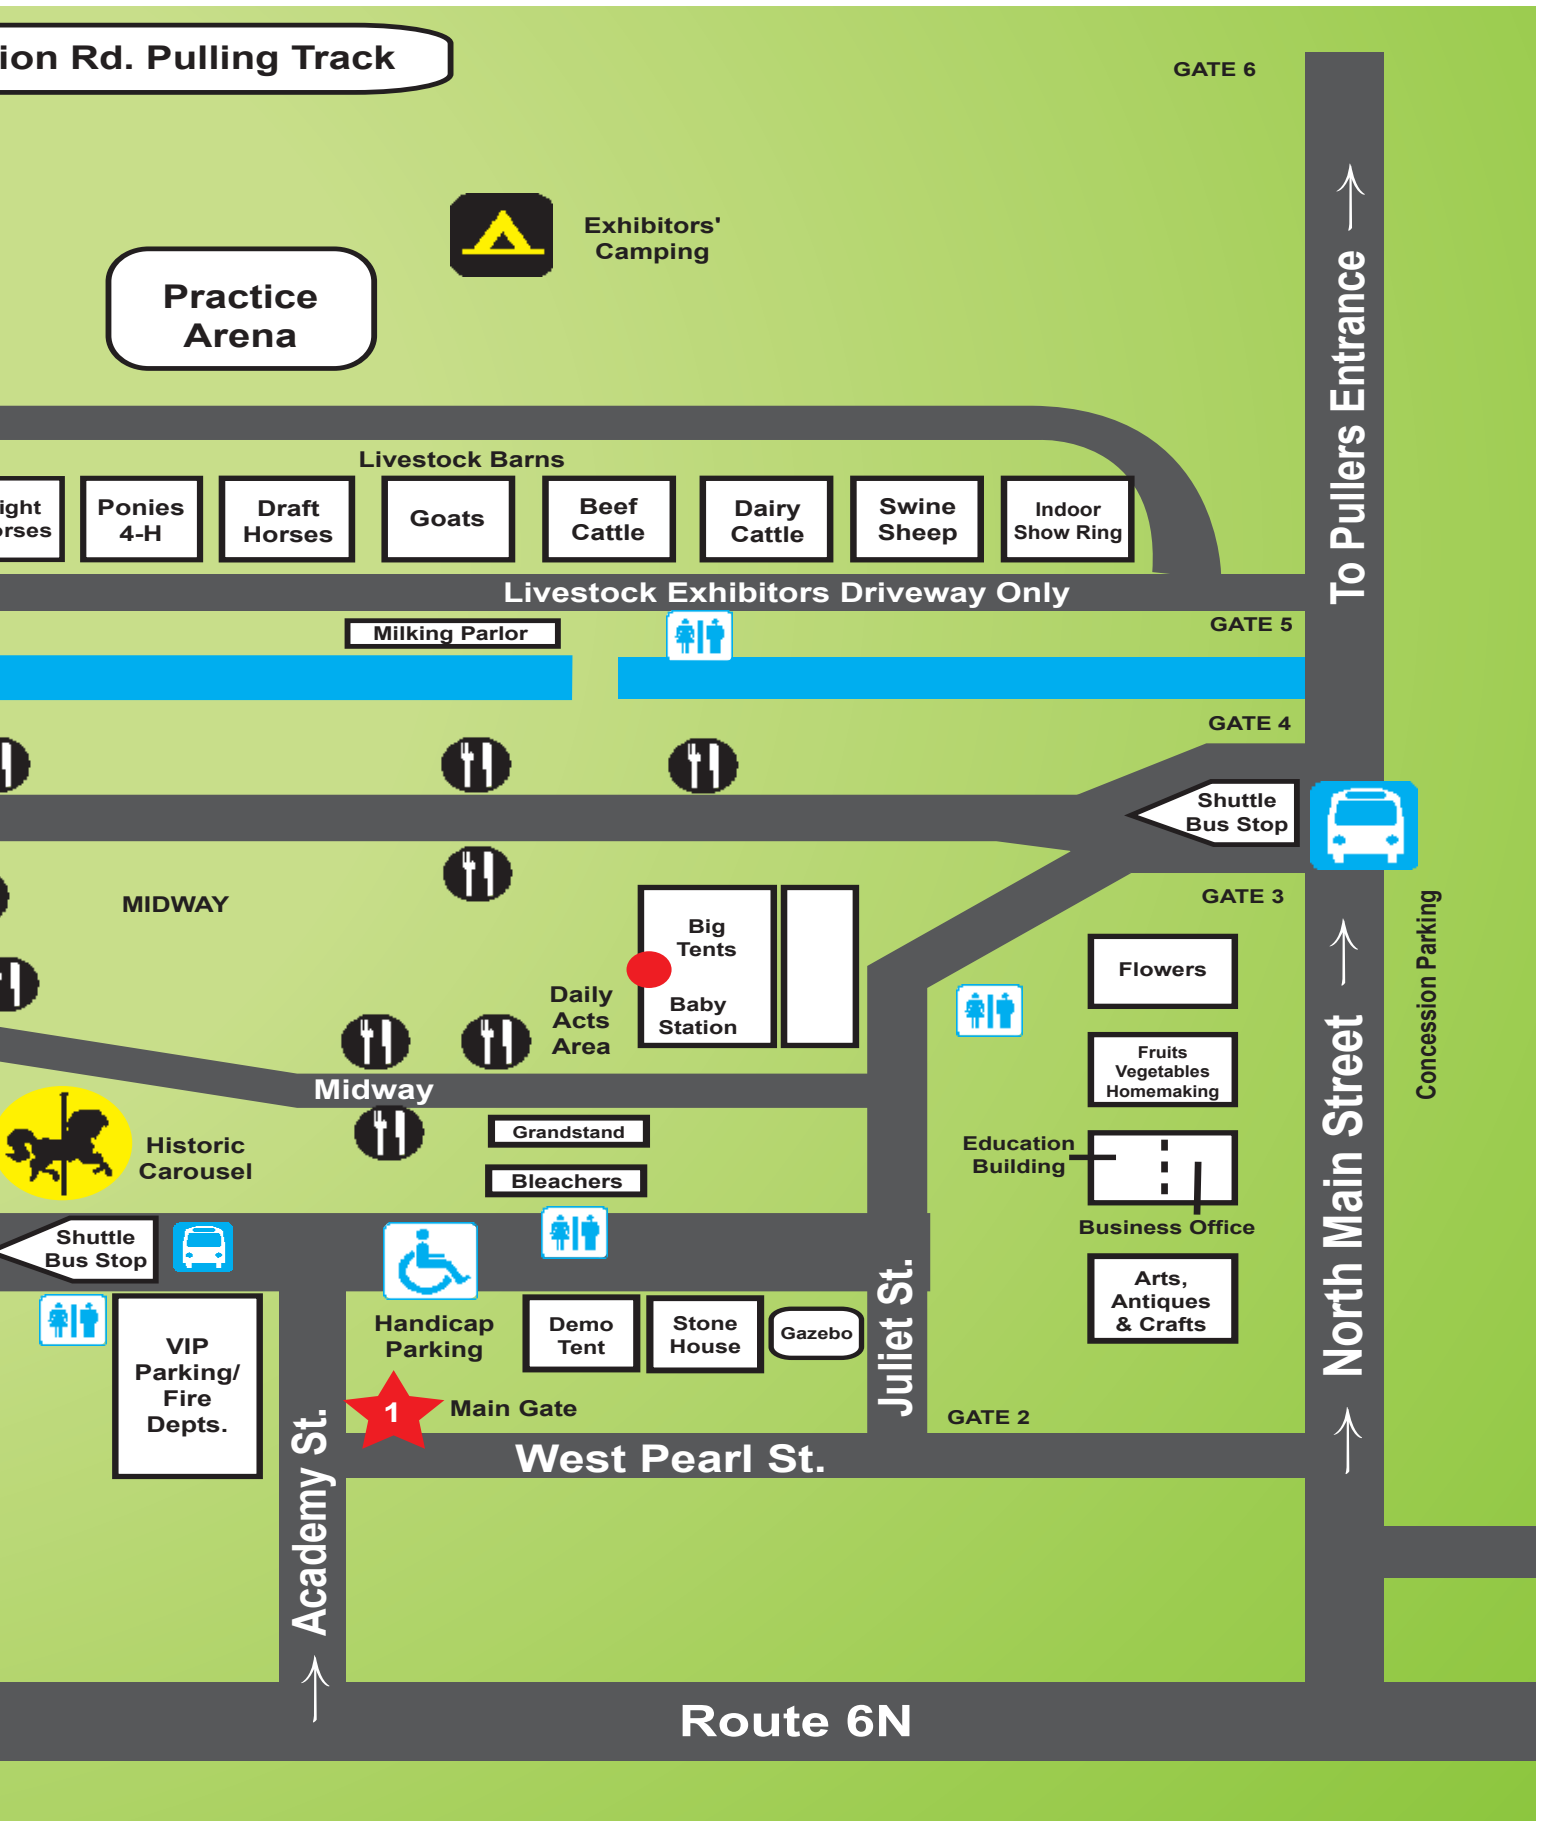 ion Rd. Pulling Track
GATE 6
Exhibitors'
Camping
Practice
Arena
To Pullers Entrance
Livestock Barns
ight
orses
Ponies
4-H
Draft
Horses
Goats
Beef
Cattle
Dairy
Cattle
Swine
Sheep
Indoor
Show Ring
Livestock Exhibitors Driveway Only
Milking Parlor
GATE 5
GATE 4
Shuttle
Bus Stop
MIDWAY
GATE 3
Concession Parking
Big
Tents
Baby
Station
Daily
Acts
Area
Flowers
Fruits
Vegetables
Homemaking
Midway
Grandstand
Bleachers
Historic
Carousel
Education
Building
Business Office
North Main Street
Shuttle
Bus Stop
Arts,
Antiques
& Crafts
Handicap
Parking
Demo
Tent
Stone
House
Gazebo
Juliet St.
VIP
Parking/
Fire
Depts.
1
Main Gate
GATE 2
West Pearl St.
Academy St.
Route 6N